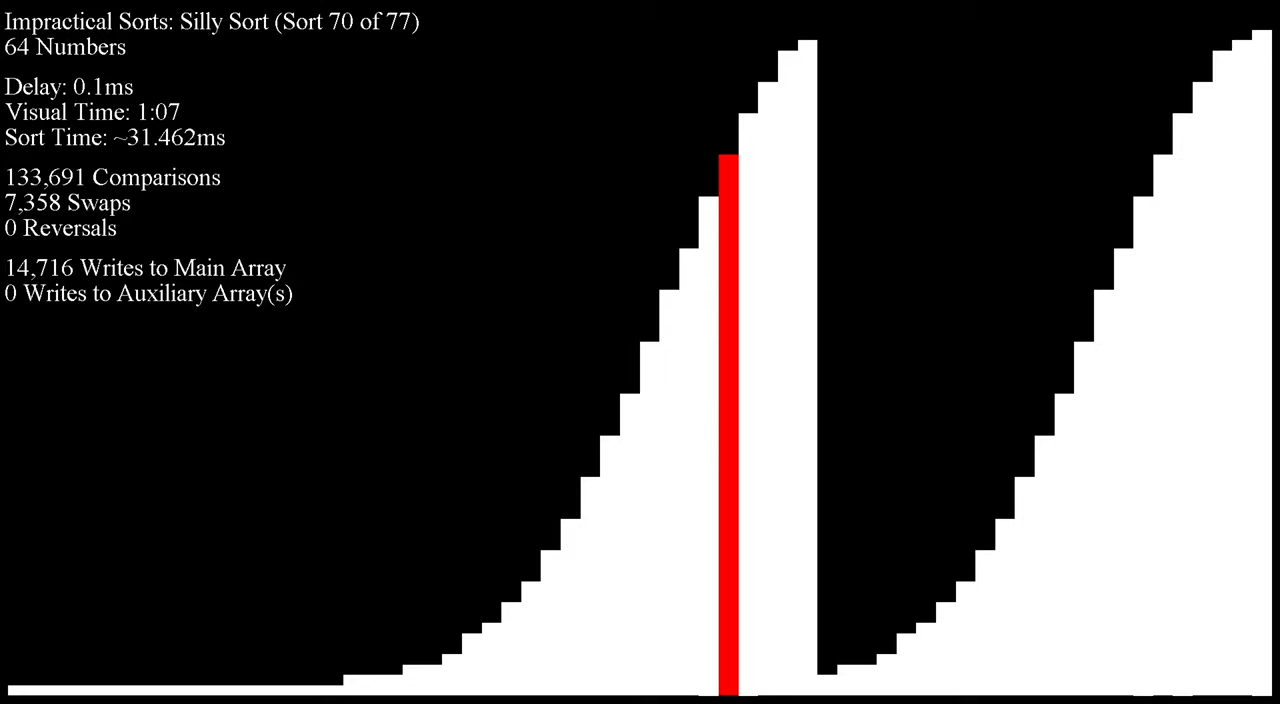 Impractical Sorts: Silly Sort (Sort 70 of 77)
64 Numbers
Delay: 0.1ms
Visual Time: 1:07
Sort Time: ~31.462ms
133,691 Comparisons
7,358 Swaps
0 Reversals
14,716 Writes to Main Array
0 Writes to Auxiliary Array(s)